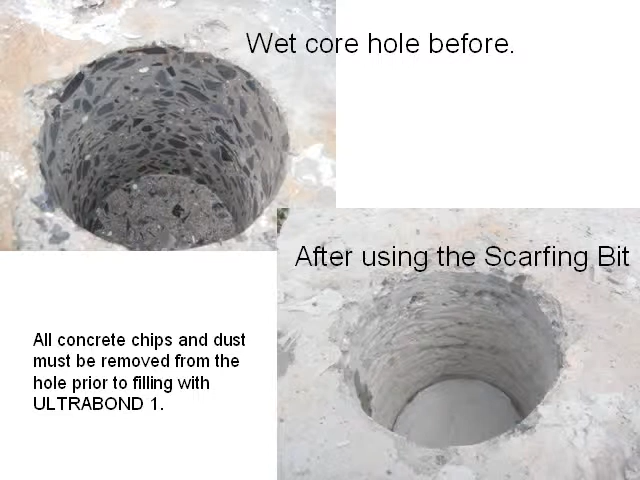 Wet core hole before.
After using the Scarfing Bit
All concrete chips and dust
must be removed from the
hole prior to filling with
ULTRABOND 1.